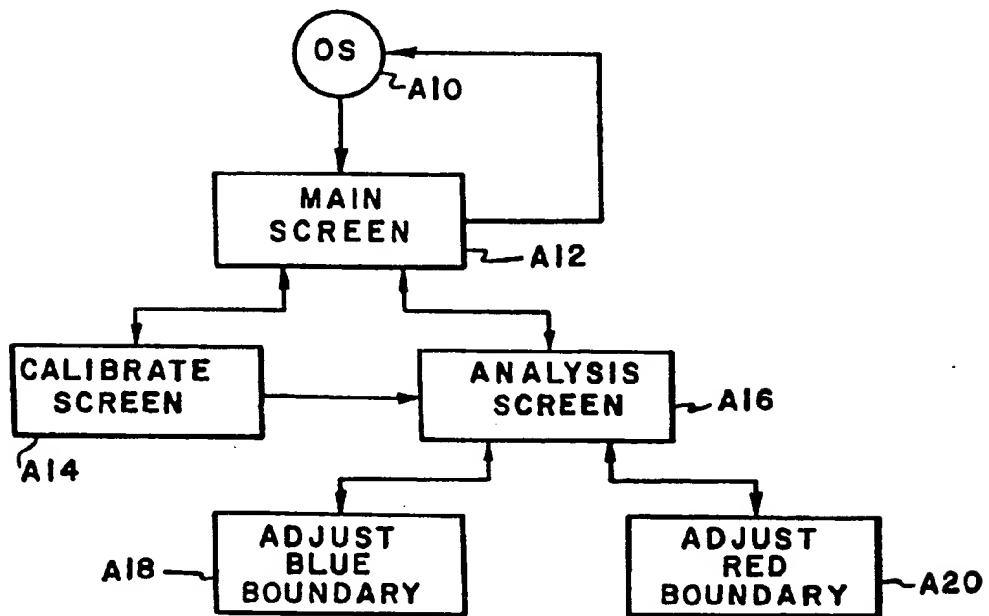 OS
A10
MAIN
SCREEN
A12
CALIBRATE
SCREEN
A14
ANALYSIS
SCREEN
A16
ADJUST
BLUE
BOUNDARY
A18
ADJUST
RED
BOUNDARY
A20